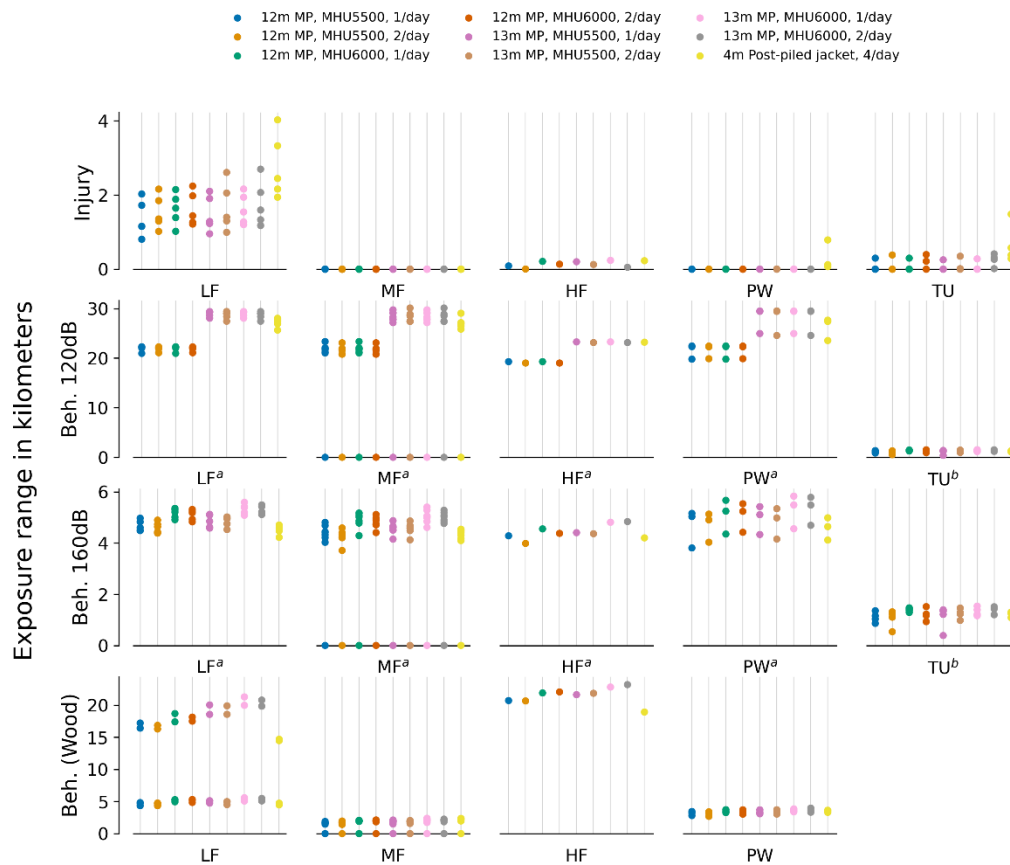 12m MP, MHU5500, 1/day 12m MP, MHU6000, 2/day 13m MP, MHU6000, 1/day
12m MP, MHU5500, 2/day 13m MP, MHU5500, 1/day 13m MP, MHU6000, 2/day
12m MP, MHU6000, 1/day 13m MP, MHU5500, 2/day 4m Post-piled jacket, 4/day
Exposure range in kilometers
Injury
4
2
0
LF MF HF PW TU
Beh. 120dB
30
20
10
0
LFᵃ MFᵃ HFᵃ PWᵃ TUᵇ
Beh. 160dB
6
4
2
0
LFᵃ MFᵃ HFᵃ PWᵃ TUᵇ
Beh. (Wood)
20
15
10
5
0
LF MF HF PW